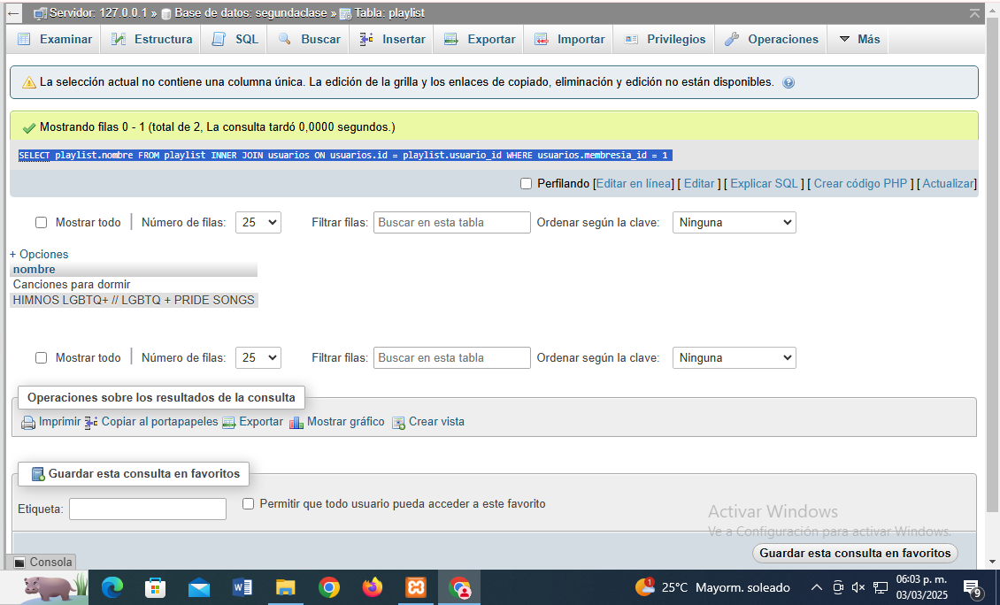 Servidor: 127.0.0.1 » Base de datos: segundaclase » Tabla: playlist
Examinar Estructura SQL Buscar Insertar Exportar Importar Privilegios Operaciones Más
La selección actual no contiene una columna única. La edición de la grilla y los enlaces de copiado, eliminación y edición no están disponibles.
Mostrando filas 0 - 1 (total de 2, La consulta tardó 0,0000 segundos.)
SELECT playlist.nombre FROM playlist INNER JOIN usuarios ON usuarios.id = playlist.usuario_id WHERE usuarios.membresia_id = 1
Perfilando [Editar en línea] [ Editar ] [ Explicar SQL ] [ Crear código PHP ] [ Actualizar]
Mostrar todo Número de filas: 25 Filtrar filas: Buscar en esta tabla Ordenar según la clave: Ninguna
+ Opciones
nombre
Canciones para dormir
HIMNOS LGBTQ+ // LGBTQ + PRIDE SONGS
Mostrar todo Número de filas: 25 Filtrar filas: Buscar en esta tabla Ordenar según la clave: Ninguna
Operaciones sobre los resultados de la consulta
Imprimir Copiar al portapapeles Exportar Mostrar gráfico Crear vista
Guardar esta consulta en favoritos
Etiqueta: Permitir que todo usuario pueda acceder a este favorito
Activar Windows
Ve a Configuración para activar Windows.
Guardar esta consulta en favoritos
Consola
1 25°C Mayorm. soleado 06:03 p. m.
03/03/2025 9